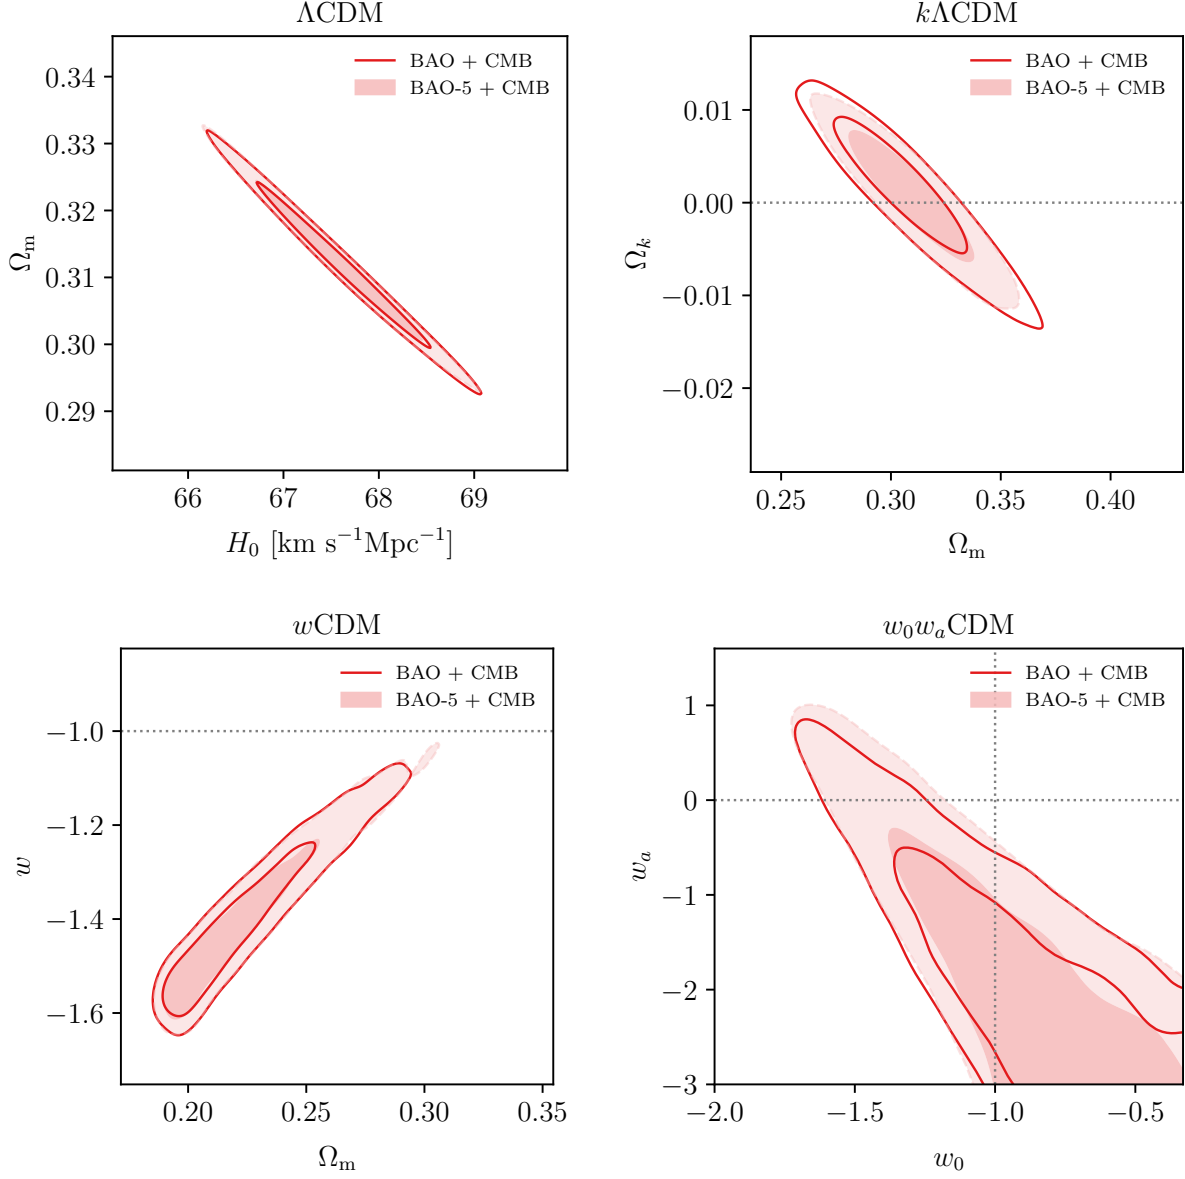 ΛCDM
BAO + CMB
BAO-5 + CMB
0.34
0.33
0.32
0.31
0.30
0.29
Ωm
66 67 68 69
H0 [km s−1Mpc−1]
kΛCDM
BAO + CMB
BAO-5 + CMB
0.01
0.00
−0.01
−0.02
Ωk
0.25 0.30 0.35 0.40
Ωm
wCDM
BAO + CMB
BAO-5 + CMB
−1.0
−1.2
−1.4
−1.6
w
0.20 0.25 0.30 0.35
Ωm
w0waCDM
BAO + CMB
BAO-5 + CMB
1
0
−1
−2
−3
wa
−2.0 −1.5 −1.0 −0.5
w0